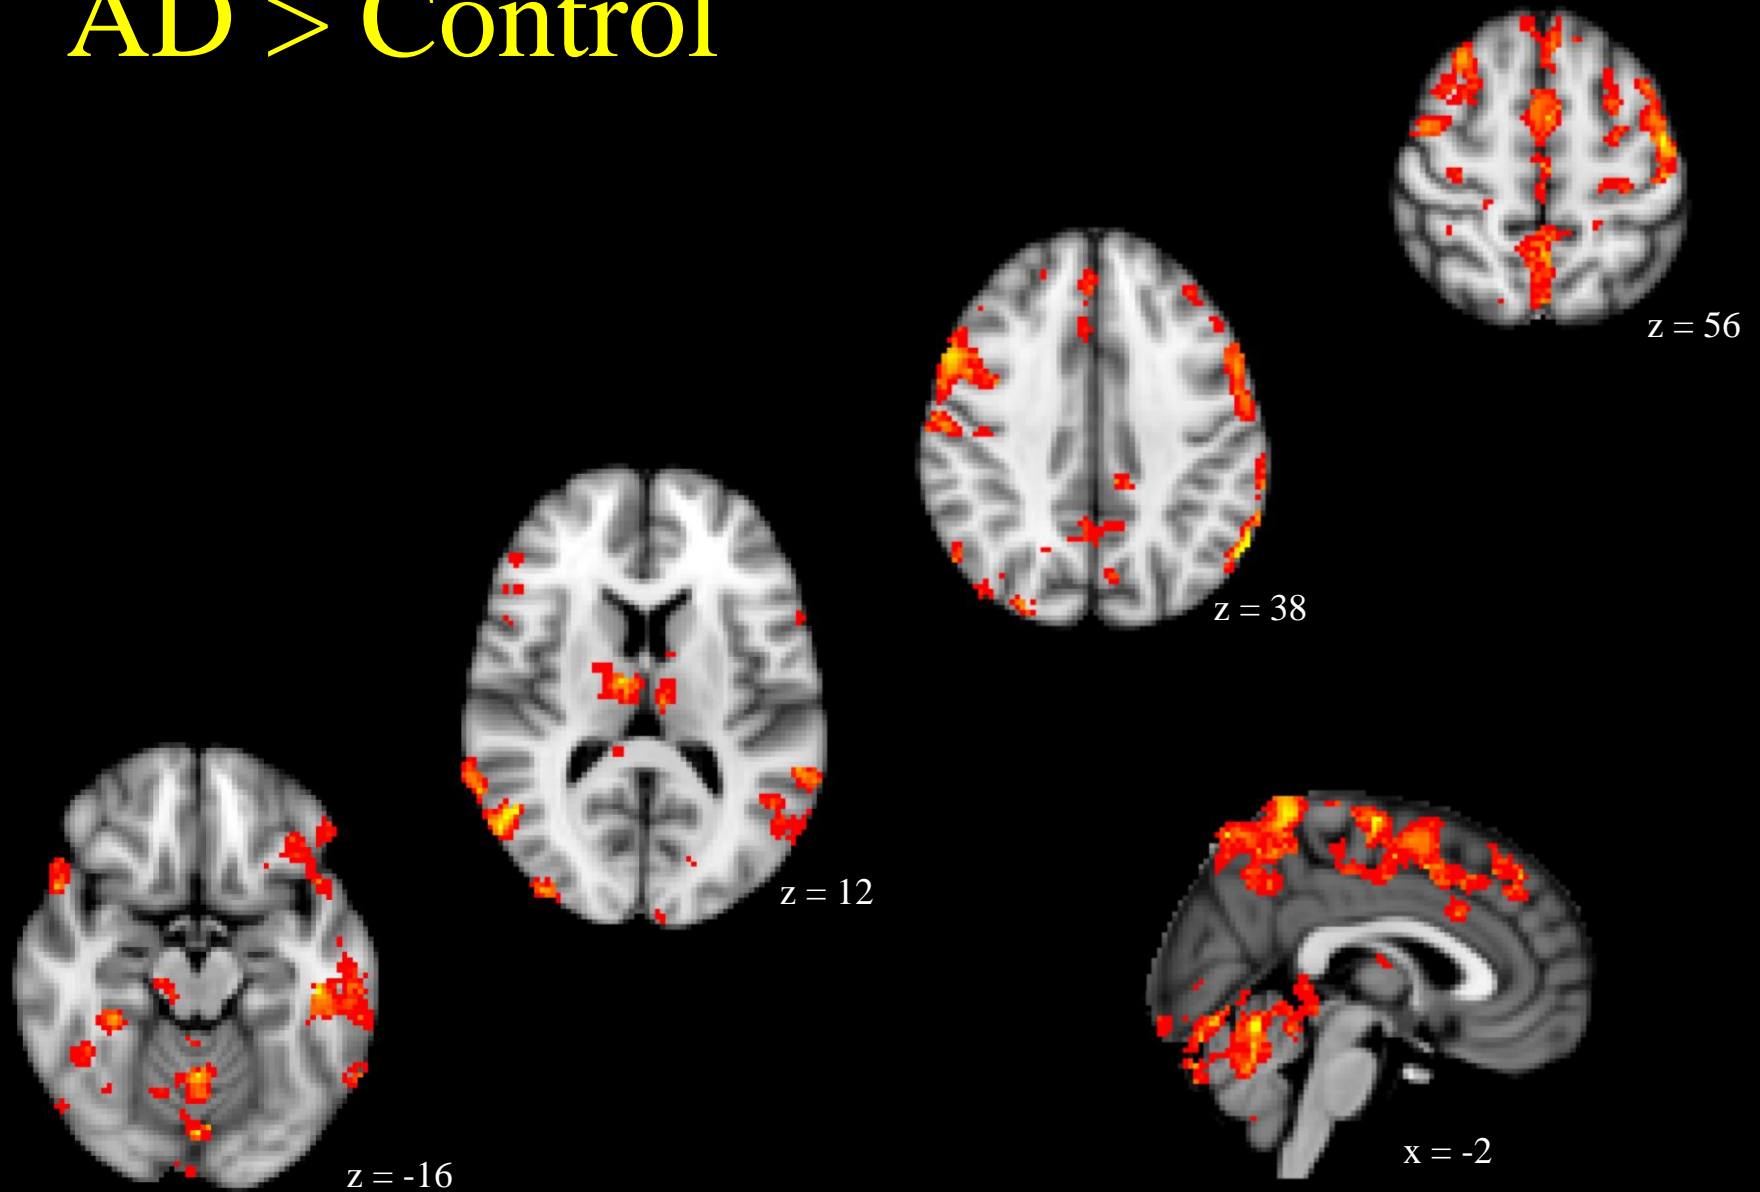 AD > Control
z = 56
z = 38
z = 12
x = -2
z = -16